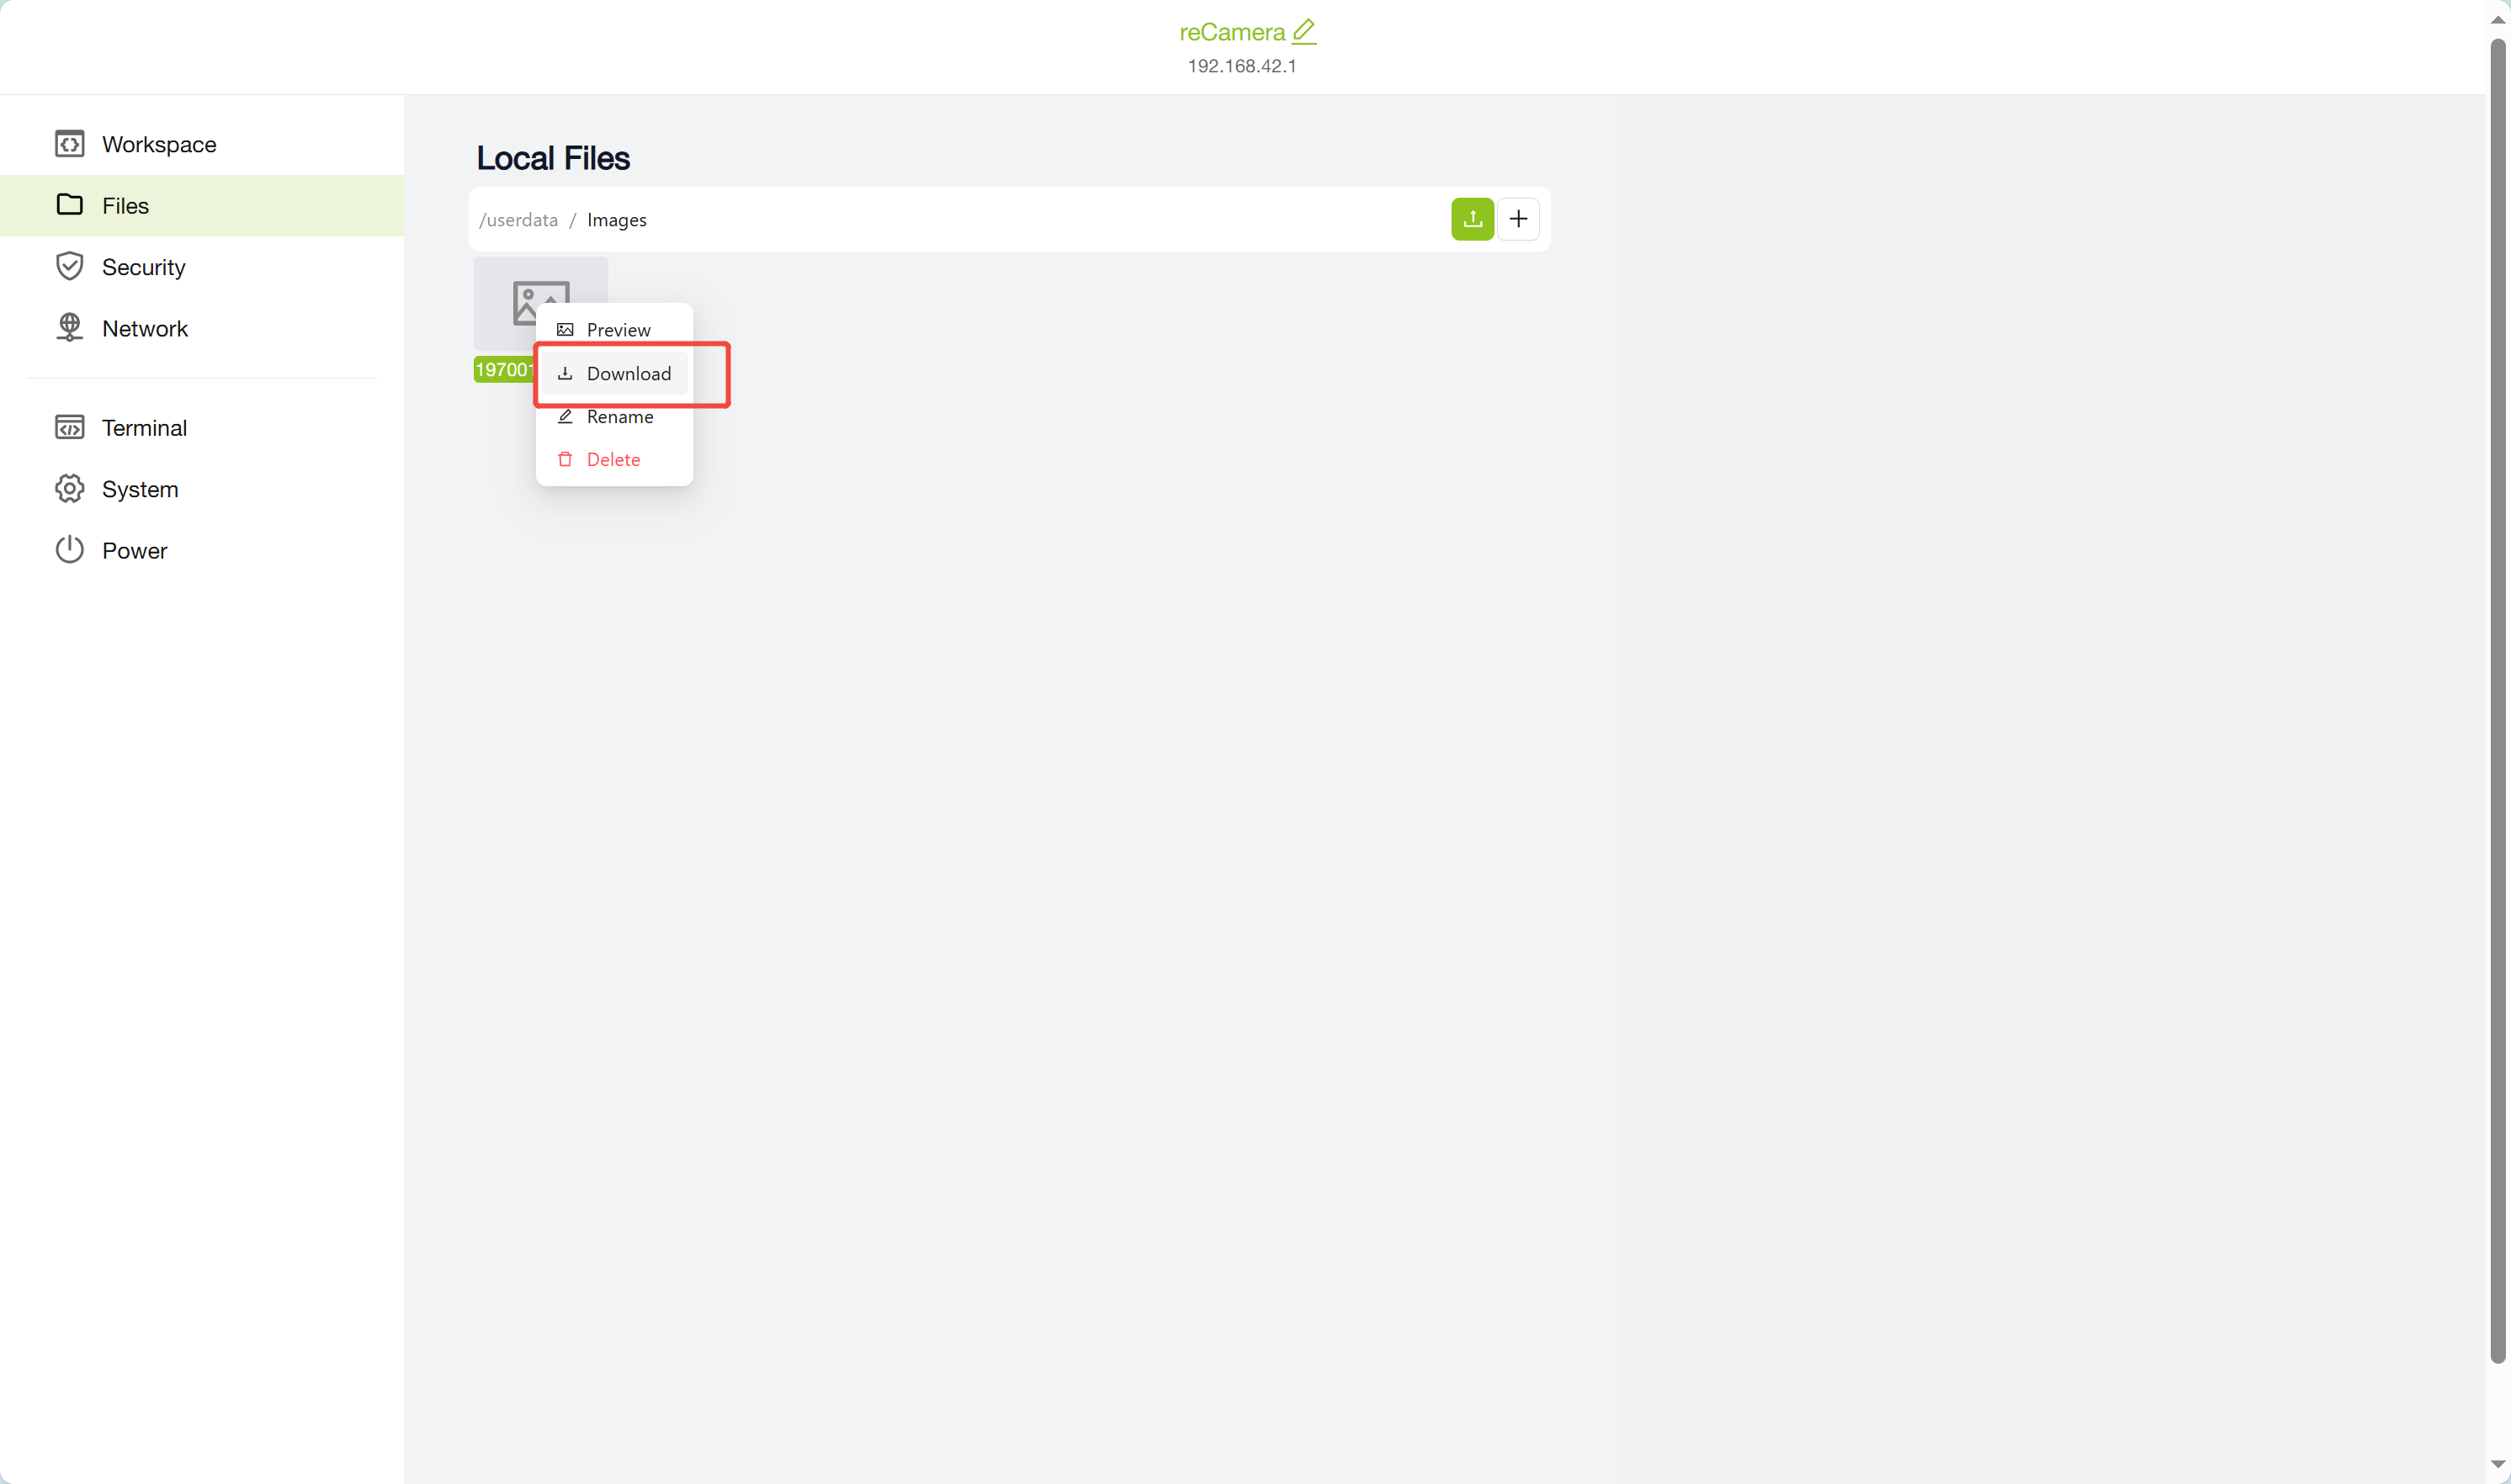 reCamera
192.168.42.1
Workspace
Files
Security
Network
Terminal
System
Power
Local Files
/userdata / Images
197001
Preview
Download
Rename
Delete